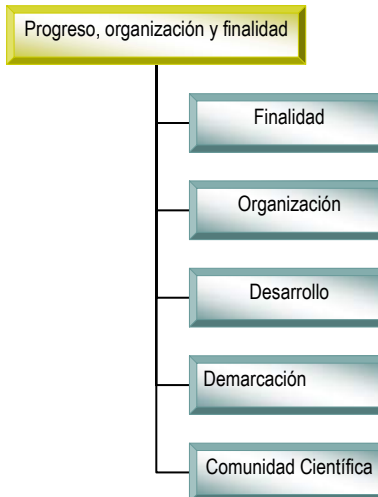 Progreso, organización y finalidad
Finalidad
Organización
Desarrollo
Demarcación
Comunidad Científica